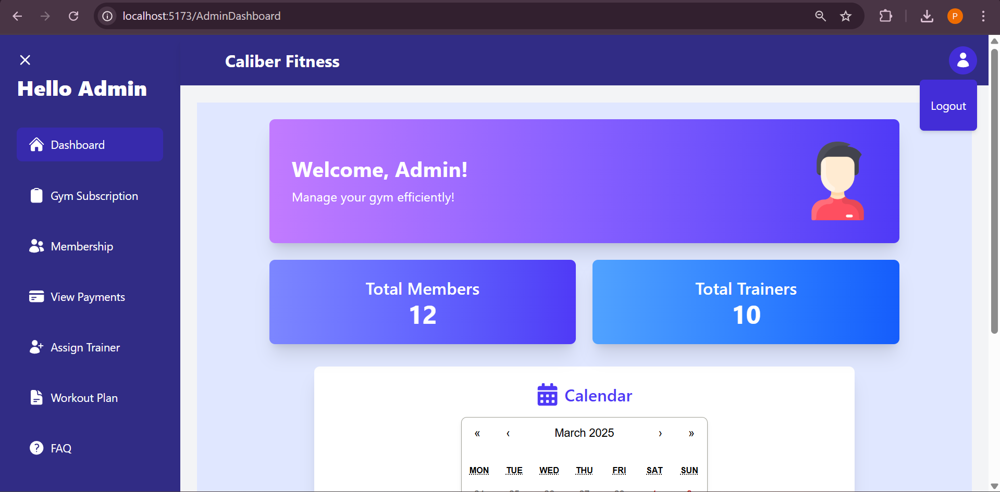 localhost:5173/AdminDashboard
P
Caliber Fitness
Hello Admin
Logout
Dashboard
Gym Subscription
Membership
View Payments
Assign Trainer
Workout Plan
? FAQ
Welcome, Admin!
Manage your gym efficiently!
Total Members
12
Total Trainers
10
Calendar
« ‹ March 2025 › »
MON TUE WED THU FRI SAT SUN